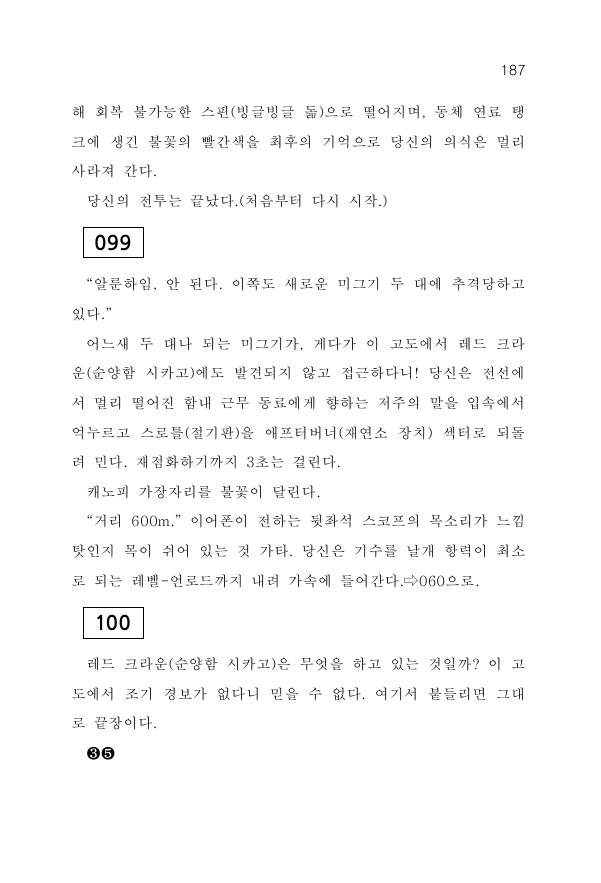 187
해 회복 불가능한 스핀(빙글빙글 돎)으로 떨어지며, 동체 연료 탱
크에 생긴 불꽃의 빨간색을 최후의 기억으로 당신의 의식은 멀리
사라져 간다.
당신의 전투는 끝났다.(처음부터 다시 시작.)
099
“알룬하임, 안 된다. 이쪽도 새로운 미그기 두 대에 추격당하고
있다.”
어느새 두 대나 되는 미그기가, 게다가 이 고도에서 레드 크라
운(순양함 시카고)에도 발견되지 않고 접근하다니! 당신은 전선에
서 멀리 떨어진 함내 근무 동료에게 향하는 저주의 말을 입속에서
억누르고 스로틀(절기판)을 애프터버너(재연소 장치) 섹터로 되돌
려 민다. 재점화하기까지 3초는 걸린다.
캐노피 가장자리를 불꽃이 달린다.
“거리 600m.” 이어폰이 전하는 뒷좌석 스코프의 목소리가 느낌
탓인지 목이 쉬어 있는 것 가타. 당신은 기수를 날개 항력이 최소
로 되는 레벨-언로드까지 내려 가속에 들어간다.⇨060으로.
100
레드 크라운(순양함 시카고)은 무엇을 하고 있는 것일까? 이 고
도에서 조기 경보가 없다니 믿을 수 없다. 여기서 붙들리면 그대
로 끝장이다.
❸❺